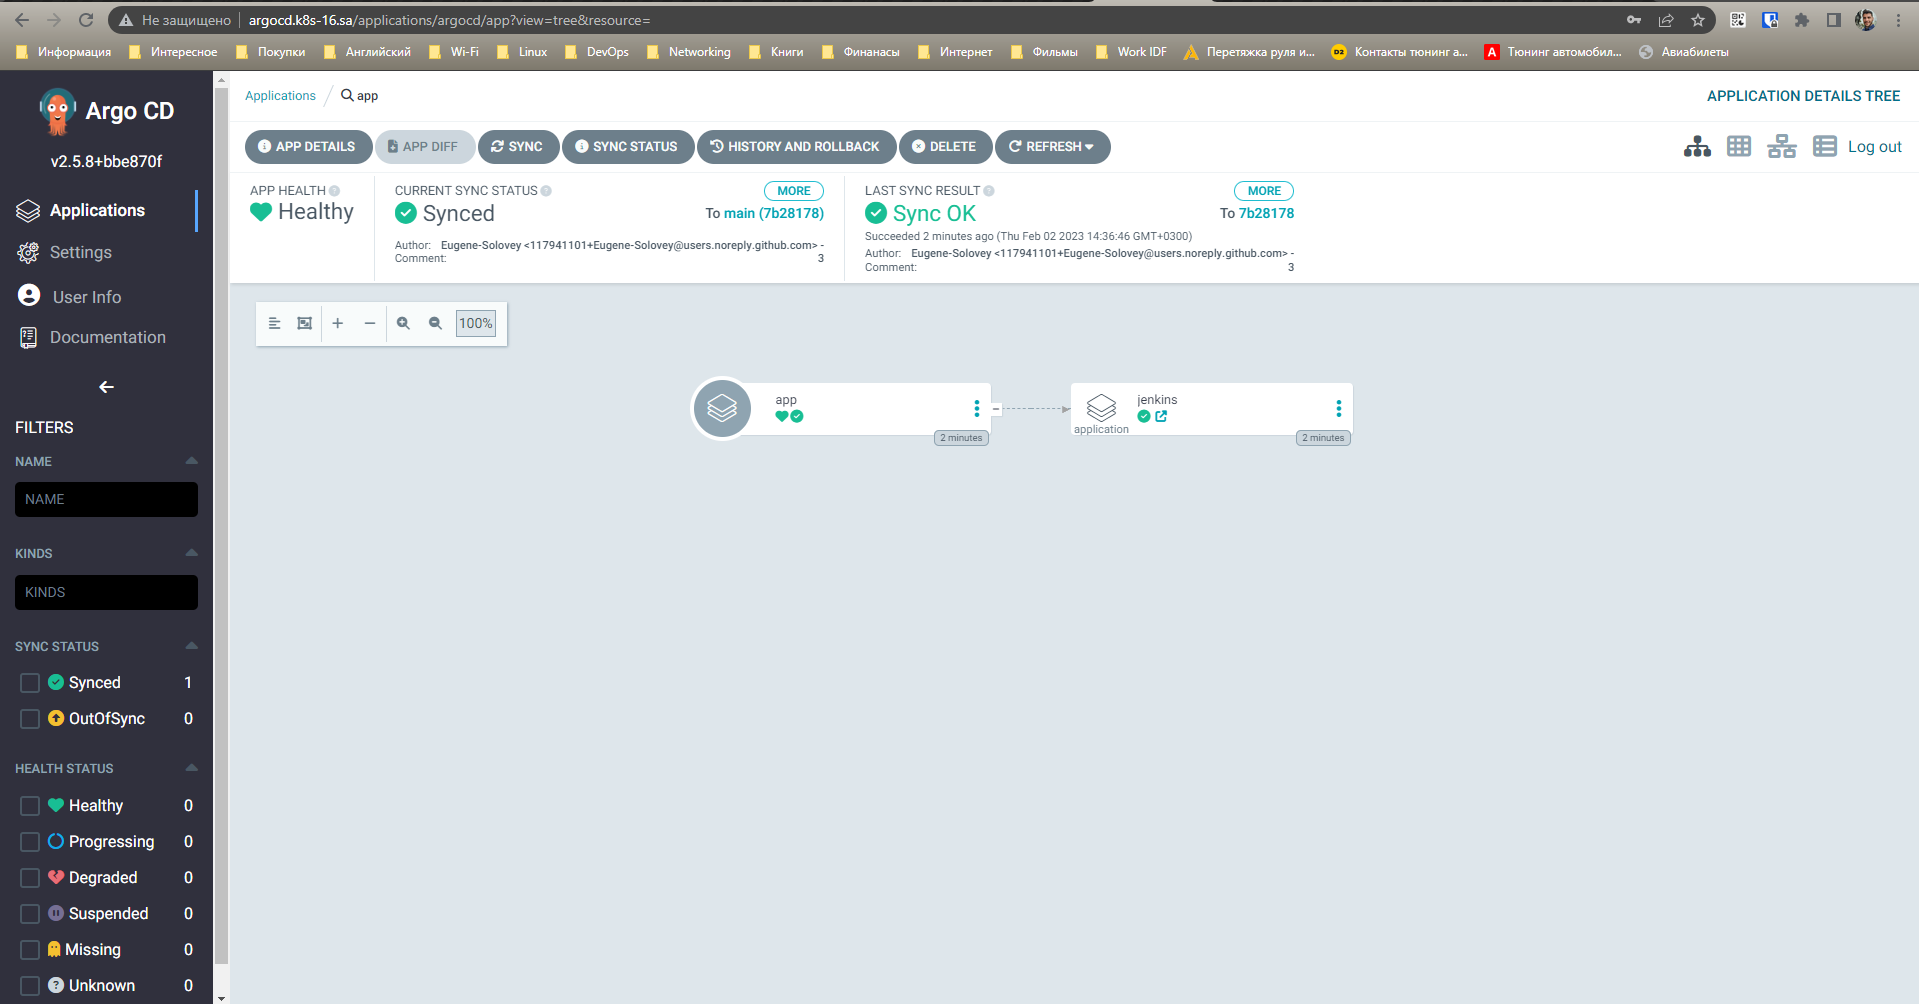 Не защищено argocd.k8s-16.sa/applications/argocd/app?view=tree&resource=
Информация Интересное Покупки Английский Wi-Fi Linux DevOps Networking Книги Финанасы Интернет Фильмы Work IDF Перетяжка руля и... D2 Контакты тюнинг а... A Тюнинг автомобил... Авиабилеты
Argo CD
v2.5.8+bbe870f
Applications
Settings
User Info
Documentation
FILTERS
NAME
NAME
KINDS
KINDS
SYNC STATUS
Synced 1
OutOfSync 0
HEALTH STATUS
Healthy 0
Progressing 0
Degraded 0
Suspended 0
Missing 0
Unknown 0
Applications app APPLICATION DETAILS TREE
APP DETAILS APP DIFF SYNC SYNC STATUS HISTORY AND ROLLBACK DELETE REFRESH Log out
APP HEALTH
Healthy
CURRENT SYNC STATUS MORE
Synced To main (7b28178)
Author: Eugene-Solovey <117941101+Eugene-Solovey@users.noreply.github.com> -
Comment: 3
LAST SYNC RESULT MORE
Sync OK To 7b28178
Succeeded 2 minutes ago (Thu Feb 02 2023 14:36:46 GMT+0300)
Author: Eugene-Solovey <117941101+Eugene-Solovey@users.noreply.github.com> -
Comment: 3
100%
app
2 minutes
jenkins
application
2 minutes